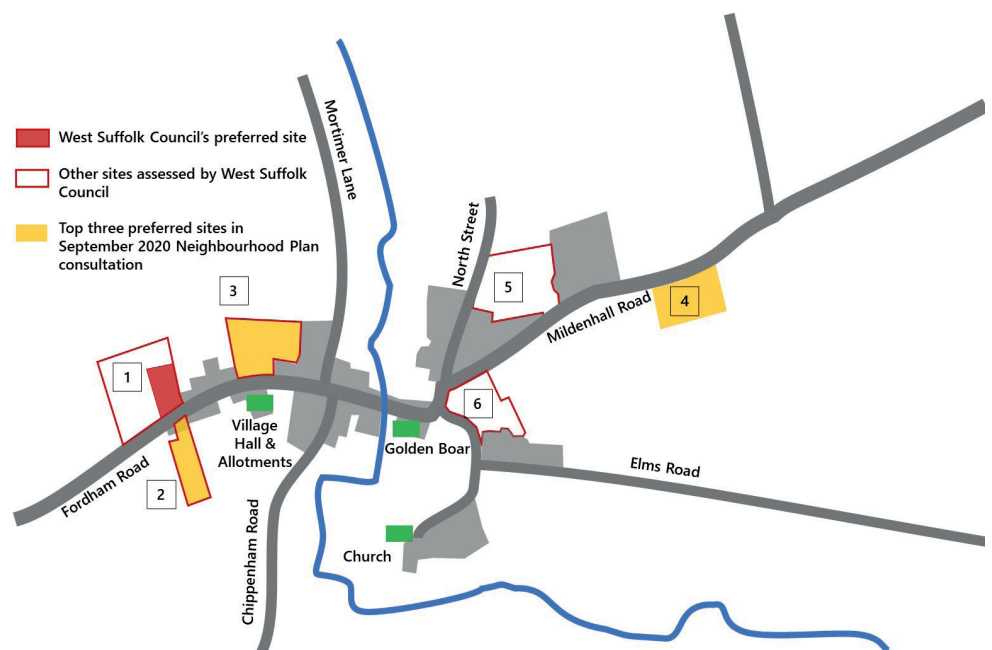 West Suffolk Council's preferred site
Other sites assessed by West Suffolk
Council
Top three preferred sites in
September 2020 Neighbourhood Plan
consultation
Mortimer Lane
North Street
3
5
4
Mildenhall Road
1
6
Village
Hall &
Allotments
Golden Boar
Elms Road
Fordham Road
2
Chippenham Road
Church